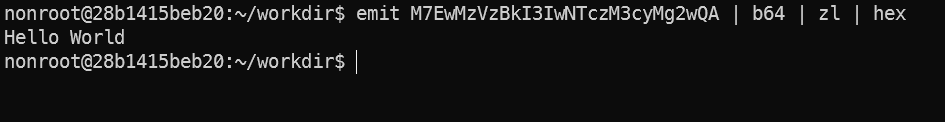 nonroot@28b1415beb20:~/workdir$ emit M7EwMzVzBkI3IwNTczM3cyMg2wQA | b64 | zl | hex
Hello World
nonroot@28b1415beb20:~/workdir$